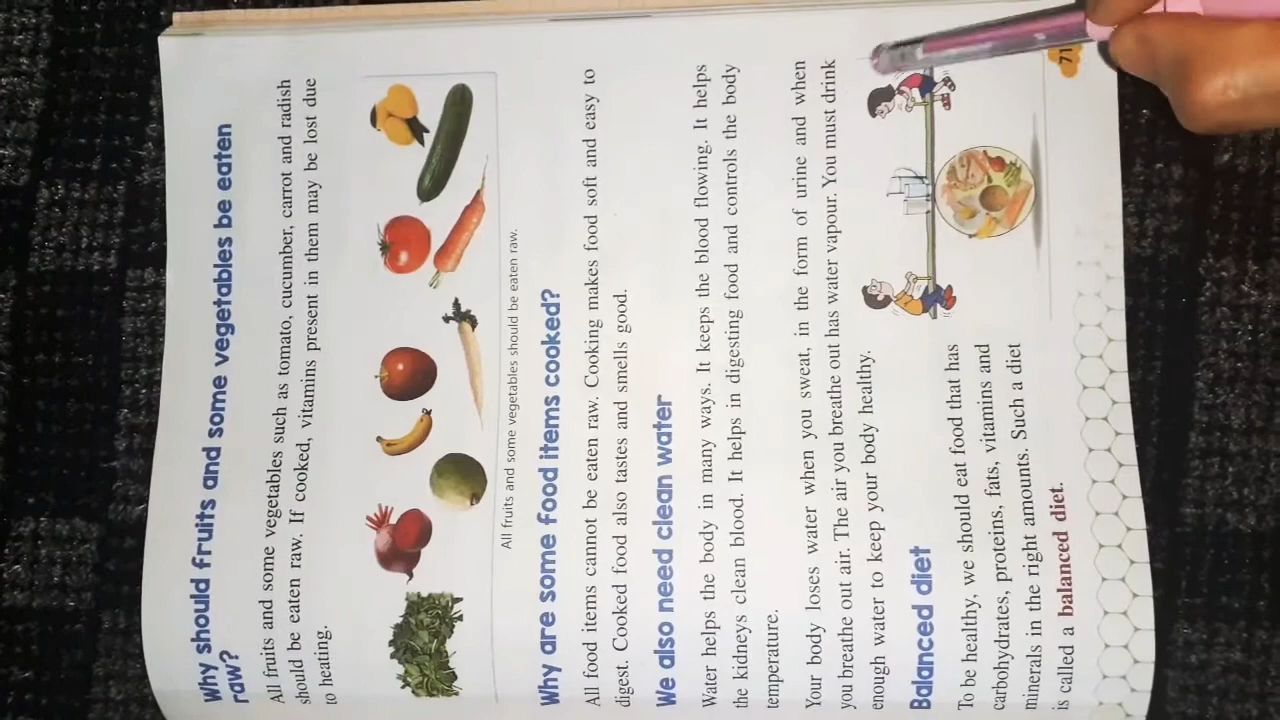 Why should fruits and some vegetables be eaten
raw?
All fruits and some vegetables such as tomato, cucumber, carrot and radish
should be eaten raw. If cooked, vitamins present in them may be lost due
to heating.
All fruits and some vegetables should be eaten raw.
Why are some food items cooked?
All food items cannot be eaten raw. Cooking makes food soft and easy to
digest. Cooked food also tastes and smells good.
We also need clean water
Water helps the body in many ways. It keeps the blood flowing. It helps
the kidneys clean blood. It helps in digesting food and controls the body
temperature.
Your body loses water when you sweat, in the form of urine and when
you breathe out air. The air you breathe out has water vapour. You must drink
enough water to keep your body healthy.
Balanced diet
To be healthy, we should eat food that has
carbohydrates, proteins, fats, vitamins and
minerals in the right amounts. Such a diet
is called a balanced diet.
71